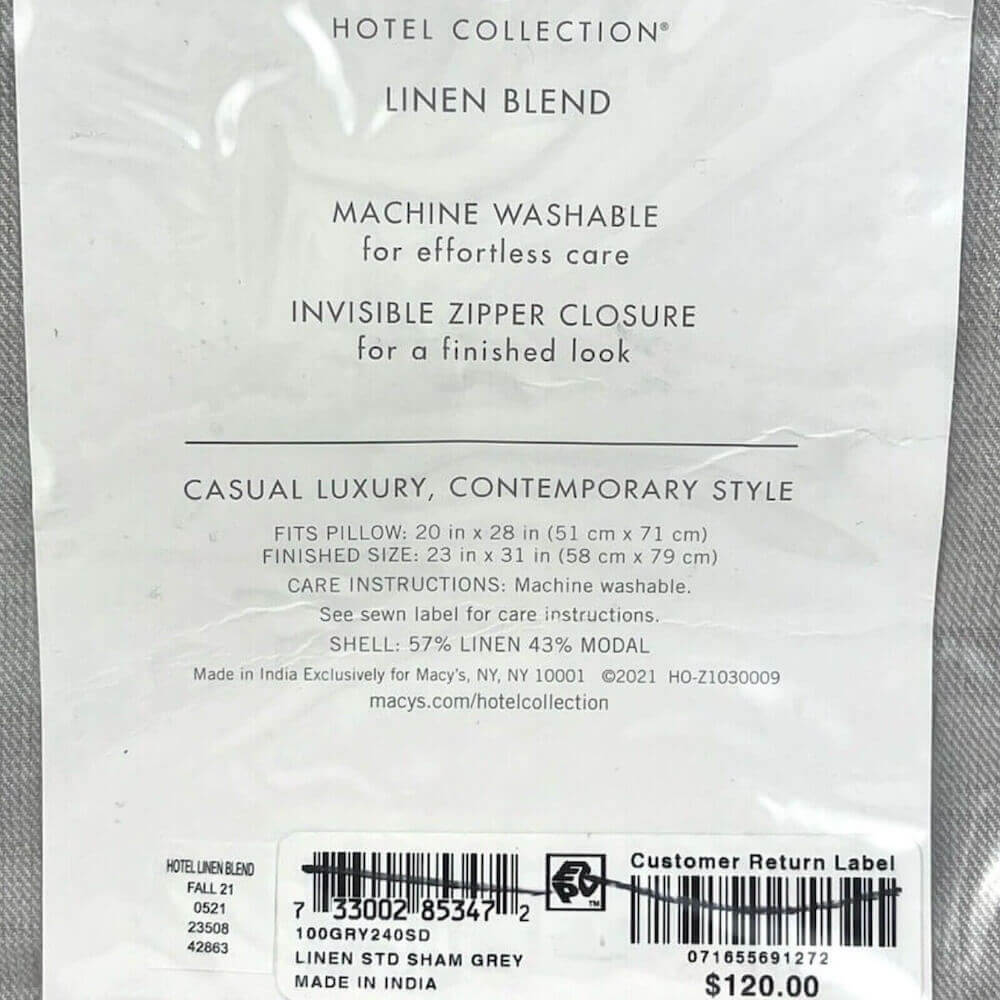 HOTEL COLLECTION®
LINEN BLEND
MACHINE WASHABLE
for effortless care
INVISIBLE ZIPPER CLOSURE
for a finished look
CASUAL LUXURY, CONTEMPORARY STYLE
FITS PILLOW: 20 in x 28 in (51 cm x 71 cm)
FINISHED SIZE: 23 in x 31 in (58 cm x 79 cm)
CARE INSTRUCTIONS: Machine washable.
See sewn label for care instructions.
SHELL: 57% LINEN 43% MODAL
Made in India Exclusively for Macy's, NY, NY 10001 ©2021 HO-Z1030009
macys.com/hotelcollection
HOTEL LINEN BLEND
FALL 21
0521
23508
42863
7 33002 85347 2
100GRY240SD
LINEN STD SHAM GREY
MADE IN INDIA
TM
Customer Return Label
071655691272
$120.00